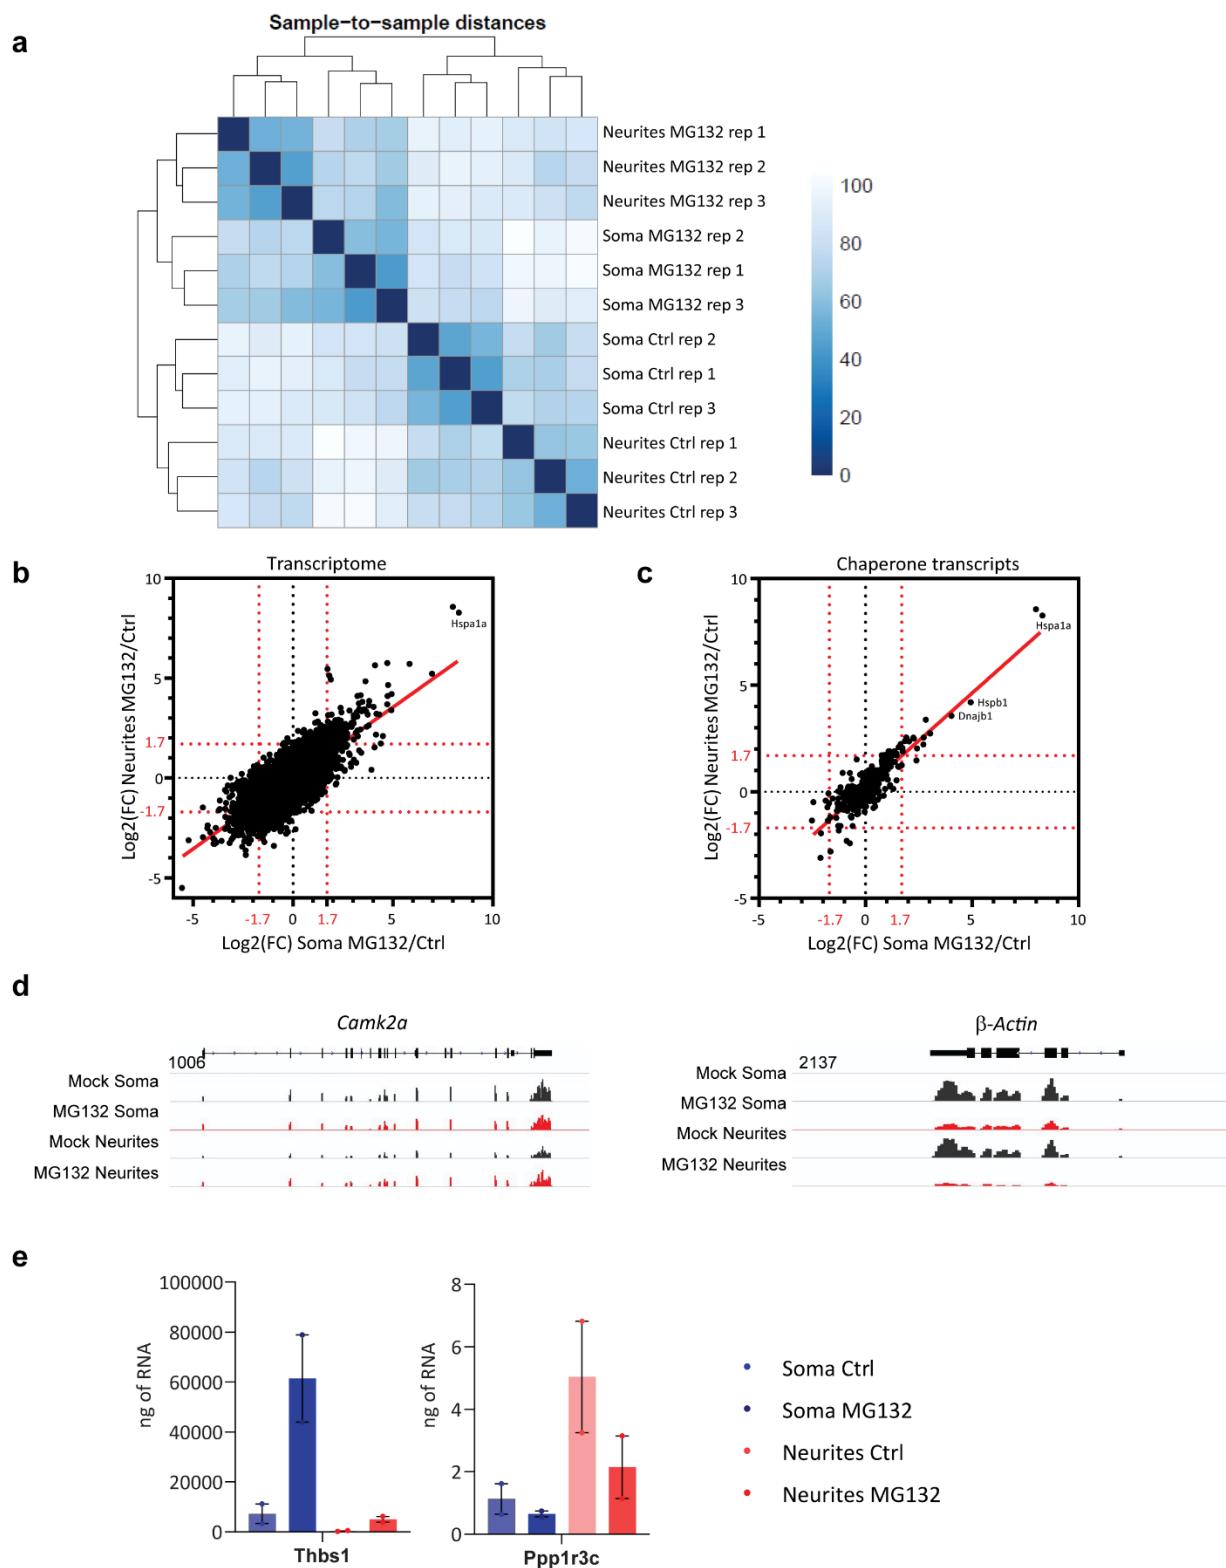 a
Sample−to−sample distances
Neurites MG132 rep 1
Neurites MG132 rep 2
Neurites MG132 rep 3
Soma MG132 rep 2
Soma MG132 rep 1
Soma MG132 rep 3
Soma Ctrl rep 2
Soma Ctrl rep 1
Soma Ctrl rep 3
Neurites Ctrl rep 1
Neurites Ctrl rep 2
Neurites Ctrl rep 3
100
80
60
40
20
0
b
Transcriptome
Log2(FC) Neurites MG132/Ctrl
10
5
1.7
0
-1.7
-5
Hspa1a
-5
-1.7
0
1.7
5
10
Log2(FC) Soma MG132/Ctrl
c
Chaperone transcripts
Log2(FC) Neurites MG132/Ctrl
10
5
1.7
0
-1.7
-5
Hspa1a
Hspb1
Dnajb1
-5
-1.7
0
1.7
5
10
Log2(FC) Soma MG132/Ctrl
d
Camk2a
1006
Mock Soma
MG132 Soma
Mock Neurites
MG132 Neurites
β-Actin
2137
Mock Soma
MG132 Soma
Mock Neurites
MG132 Neurites
e
ng of RNA
100000
80000
60000
40000
20000
0
Thbs1
ng of RNA
8
6
4
2
0
Ppp1r3c
Soma Ctrl
Soma MG132
Neurites Ctrl
Neurites MG132